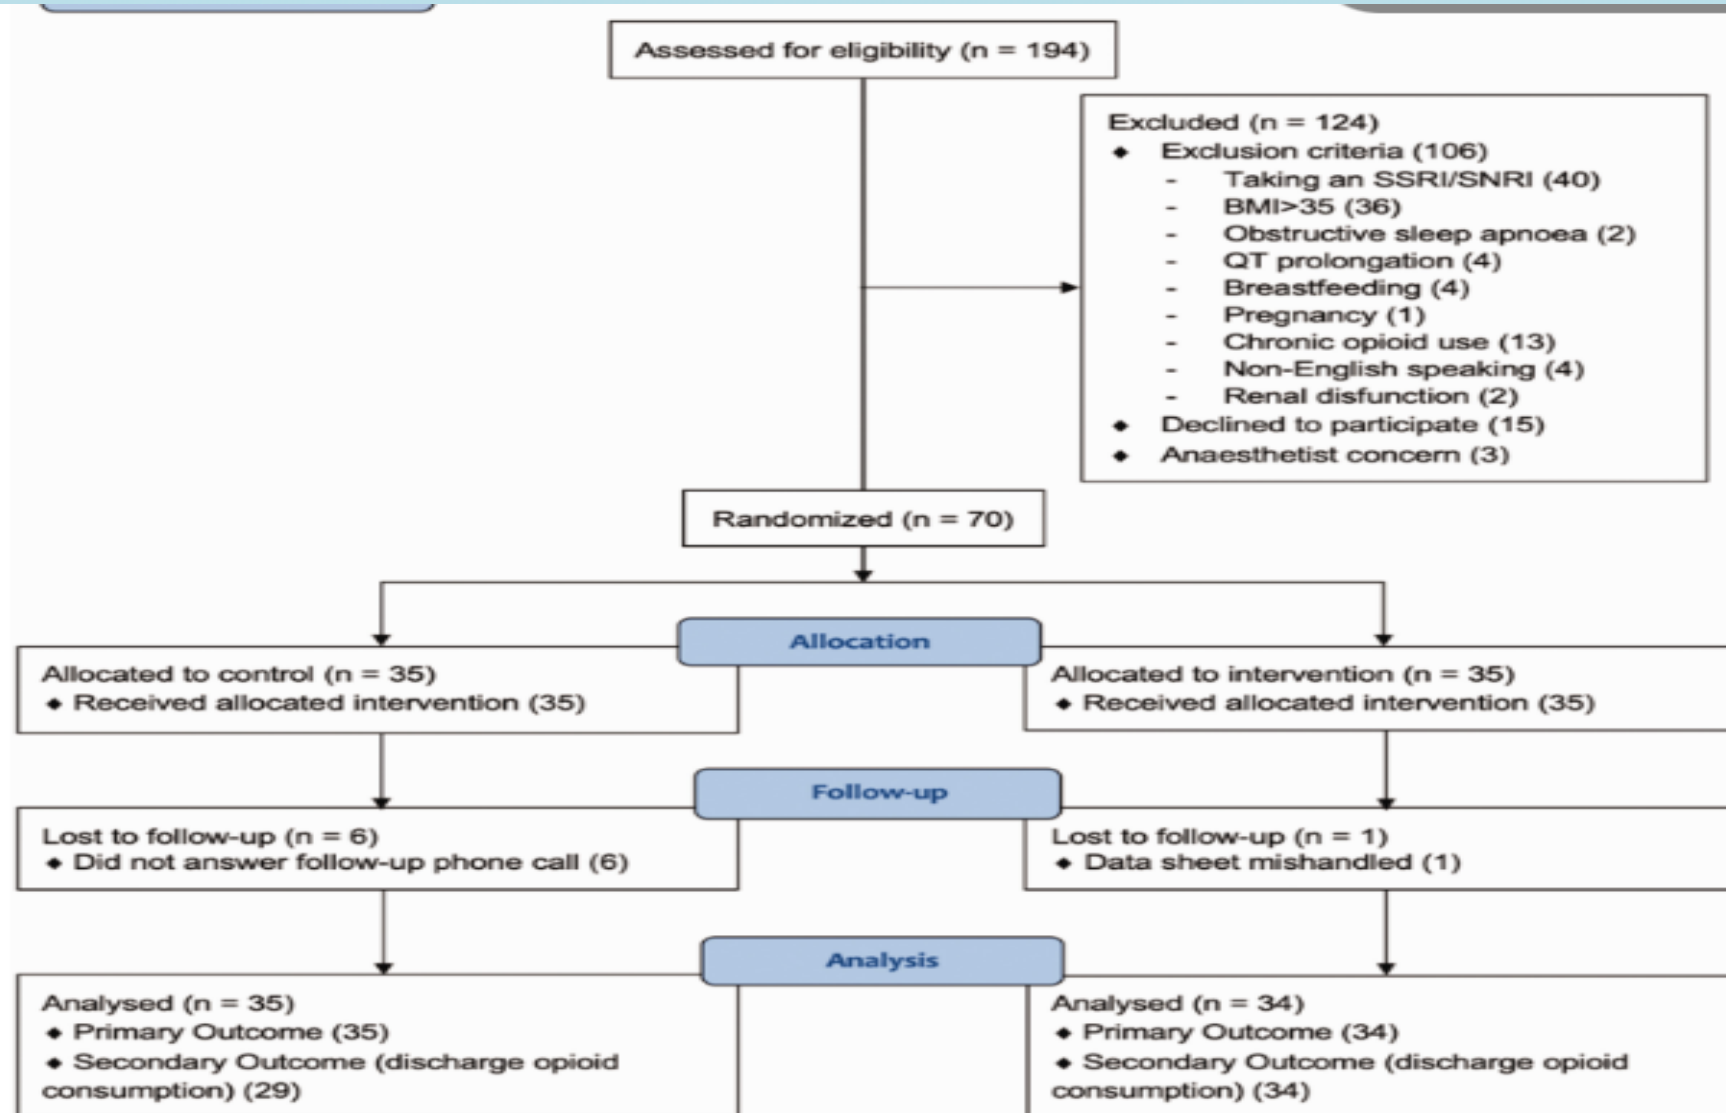 Assessed for eligibility (n = 194)
Excluded (n = 124)
◆ Exclusion criteria (106)
- Taking an SSRI/SNRI (40)
- BMI>35 (36)
- Obstructive sleep apnoea (2)
- QT prolongation (4)
- Breastfeeding (4)
- Pregnancy (1)
- Chronic opioid use (13)
- Non-English speaking (4)
- Renal disfunction (2)
◆ Declined to participate (15)
◆ Anaesthetist concern (3)
Randomized (n = 70)
Allocation
Allocated to control (n = 35)
◆ Received allocated intervention (35)
Allocated to intervention (n = 35)
◆ Received allocated intervention (35)
Follow-up
Lost to follow-up (n = 6)
◆ Did not answer follow-up phone call (6)
Lost to follow-up (n = 1)
◆ Data sheet mishandled (1)
Analysis
Analysed (n = 35)
◆ Primary Outcome (35)
◆ Secondary Outcome (discharge opioid
consumption) (29)
Analysed (n = 34)
◆ Primary Outcome (34)
◆ Secondary Outcome (discharge opioid
consumption) (34)